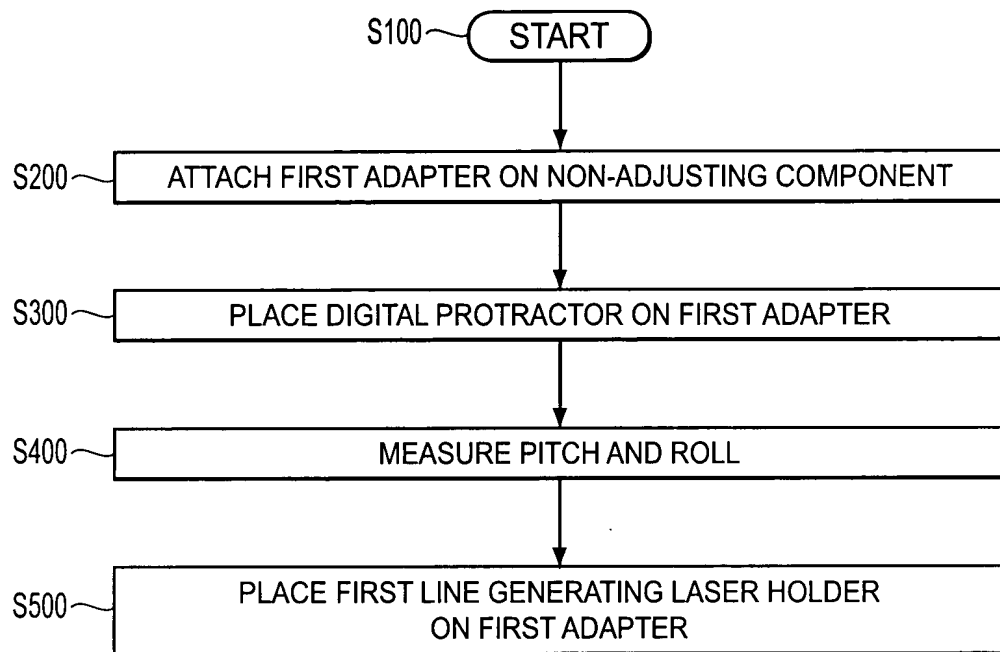 S100 START
S200 ATTACH FIRST ADAPTER ON NON-ADJUSTING COMPONENT
S300 PLACE DIGITAL PROTRACTOR ON FIRST ADAPTER
S400 MEASURE PITCH AND ROLL
S500 PLACE FIRST LINE GENERATING LASER HOLDER
ON FIRST ADAPTER